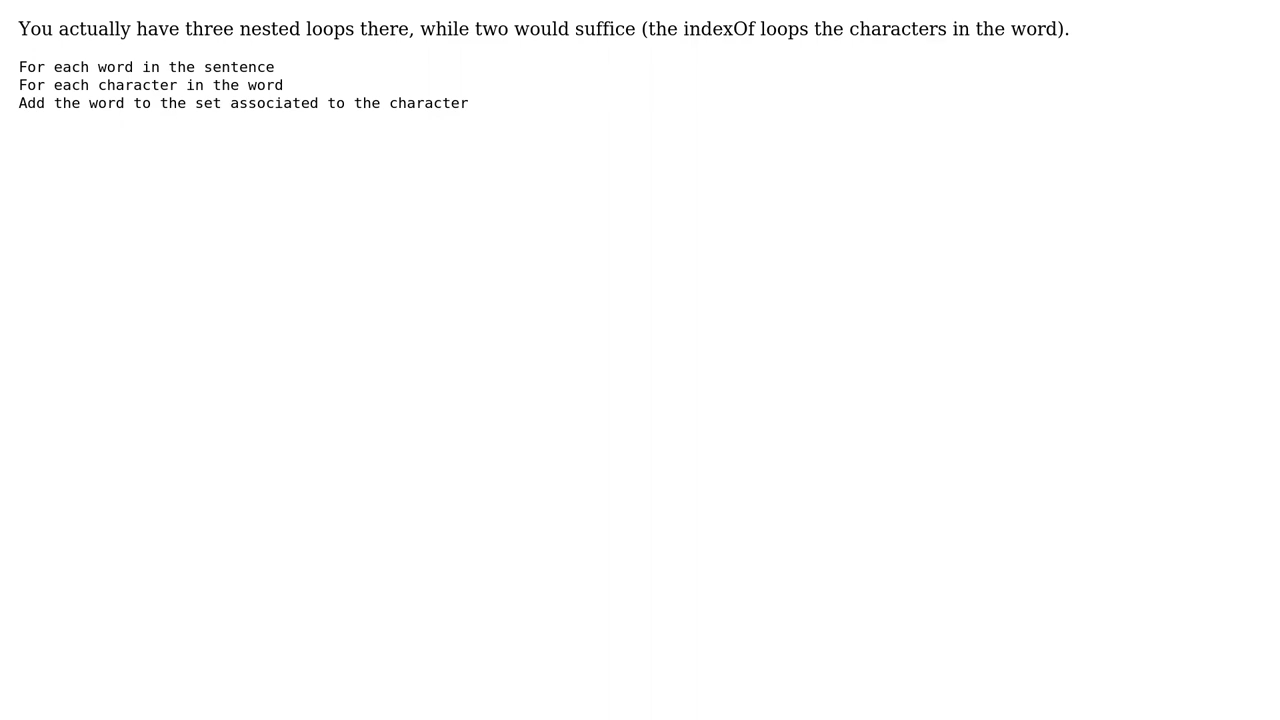 You actually have three nested loops there, while two would suffice (the indexOf loops the characters in the word).
For each word in the sentence
For each character in the word
Add the word to the set associated to the character